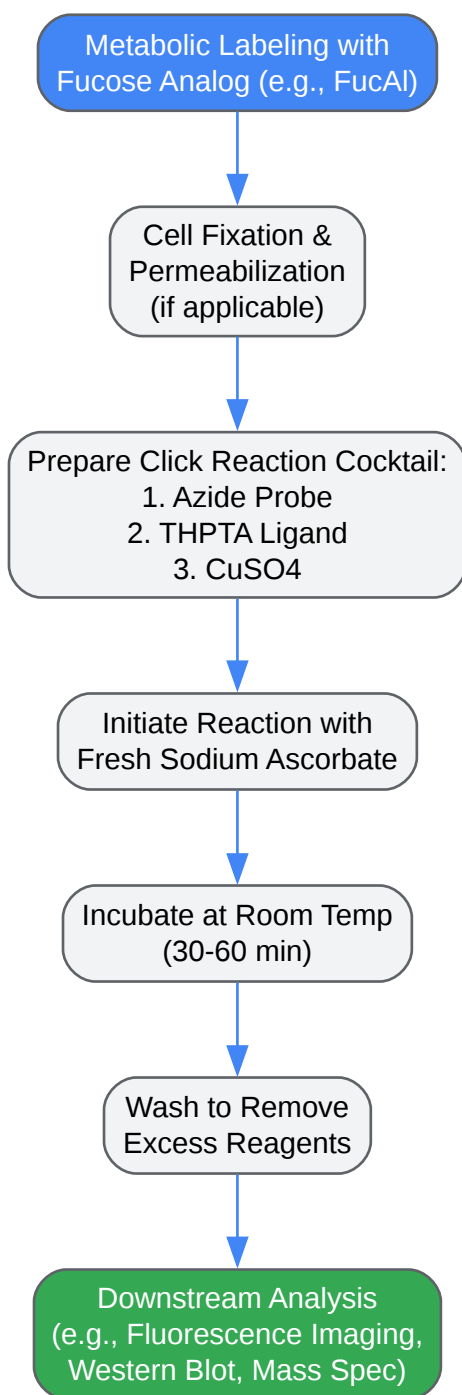 Metabolic Labeling with
Fucose Analog (e.g., FucAl)
Cell Fixation &
Permeabilization
(if applicable)
Prepare Click Reaction Cocktail:
1. Azide Probe
2. THPTA Ligand
3. CuSO4
Initiate Reaction with
Fresh Sodium Ascorbate
Incubate at Room Temp
(30-60 min)
Wash to Remove
Excess Reagents
Downstream Analysis
(e.g., Fluorescence Imaging,
Western Blot, Mass Spec)